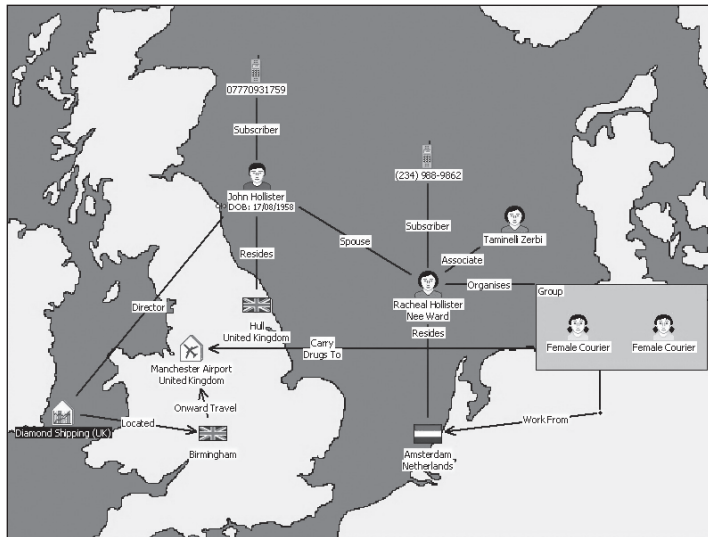 07770931759
Subscriber
John Hollister
DOB: 17/08/1958
(234) 988-9862
Subscriber
Taminelli Zerbi
Spouse
Associate
Resides
Organises
Group
Racheal Hollister
Nee Ward
Director
Hull
United Kingdom
Resides
Female Courier
Female Courier
Carry
Drugs To
Manchester Airport
United Kingdom
Onward Travel
Work From
Located
Diamond Shipping (UK)
Birmingham
Amsterdam
Netherlands